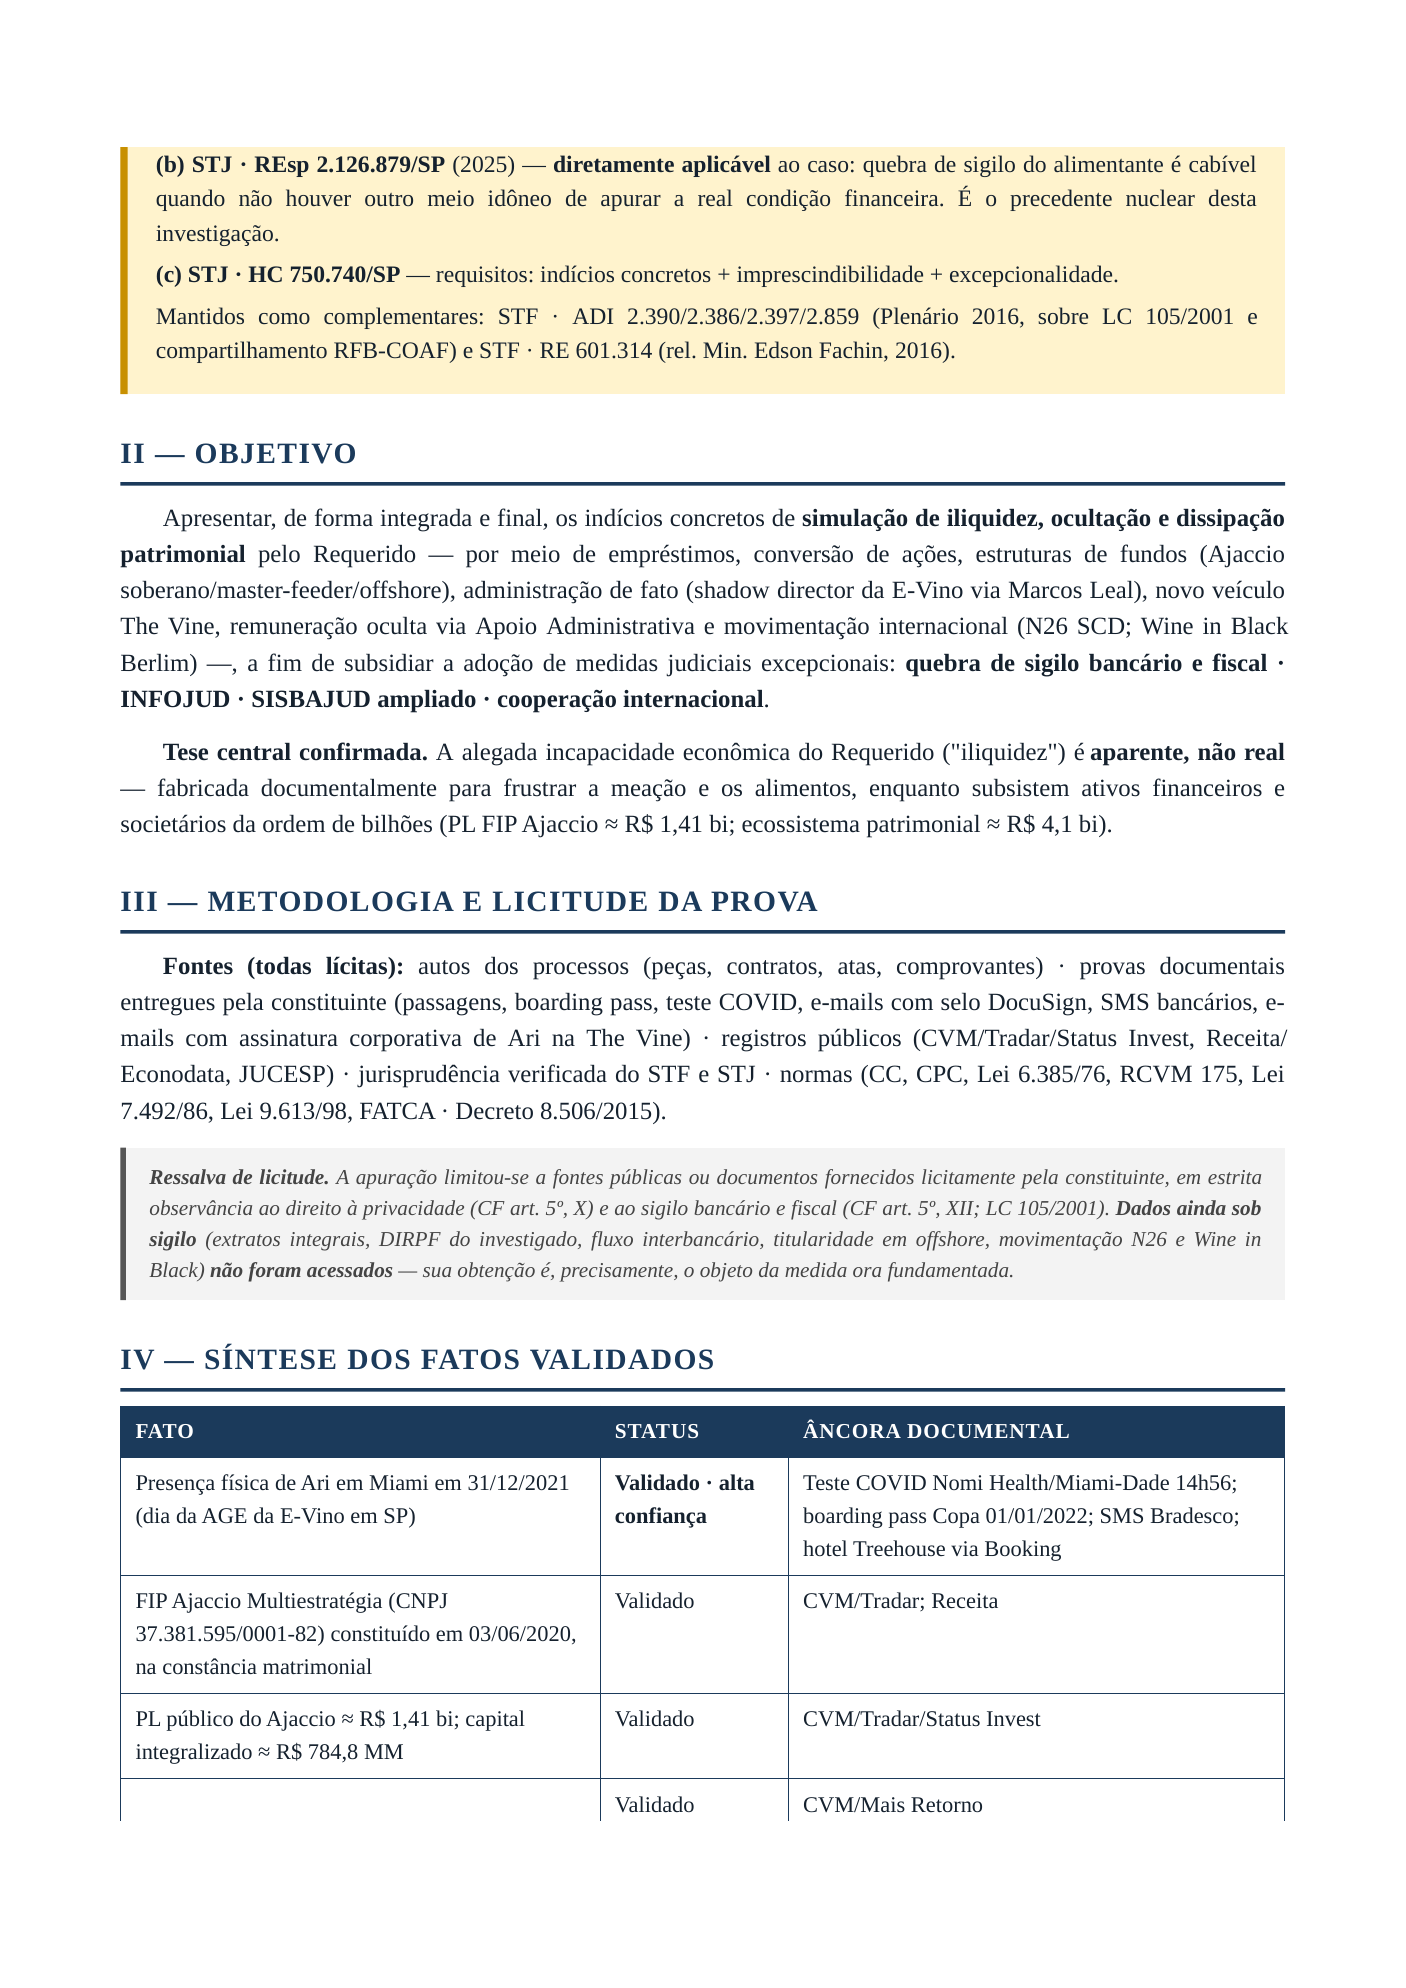 (b) STJ · REsp 2.126.879/SP (2025) — diretamente aplicável ao caso: quebra de sigilo do alimentante é cabível
quando não houver outro meio idôneo de apurar a real condição financeira. É o precedente nuclear desta
investigação.
(c) STJ · HC 750.740/SP — requisitos: indícios concretos + imprescindibilidade + excepcionalidade.
Mantidos como complementares: STF · ADI 2.390/2.386/2.397/2.859 (Plenário 2016, sobre LC 105/2001 e
compartilhamento RFB-COAF) e STF · RE 601.314 (rel. Min. Edson Fachin, 2016).
II — OBJETIVO
Apresentar, de forma integrada e final, os indícios concretos de simulação de iliquidez, ocultação e dissipação
patrimonial pelo Requerido — por meio de empréstimos, conversão de ações, estruturas de fundos (Ajaccio
soberano/master-feeder/offshore), administração de fato (shadow director da E-Vino via Marcos Leal), novo veículo
The Vine, remuneração oculta via Apoio Administrativa e movimentação internacional (N26 SCD; Wine in Black
Berlim) —, a fim de subsidiar a adoção de medidas judiciais excepcionais: quebra de sigilo bancário e fiscal ·
INFOJUD · SISBAJUD ampliado · cooperação internacional.
Tese central confirmada. A alegada incapacidade econômica do Requerido ("iliquidez") é aparente, não real
— fabricada documentalmente para frustrar a meação e os alimentos, enquanto subsistem ativos financeiros e
societários da ordem de bilhões (PL FIP Ajaccio ≈ R$ 1,41 bi; ecossistema patrimonial ≈ R$ 4,1 bi).
III — METODOLOGIA E LICITUDE DA PROVA
Fontes (todas lícitas): autos dos processos (peças, contratos, atas, comprovantes) · provas documentais
entregues pela constituinte (passagens, boarding pass, teste COVID, e-mails com selo DocuSign, SMS bancários, e-
mails com assinatura corporativa de Ari na The Vine) · registros públicos (CVM/Tradar/Status Invest, Receita/
Econodata, JUCESP) · jurisprudência verificada do STF e STJ · normas (CC, CPC, Lei 6.385/76, RCVM 175, Lei
7.492/86, Lei 9.613/98, FATCA · Decreto 8.506/2015).
Ressalva de licitude. A apuração limitou-se a fontes públicas ou documentos fornecidos licitamente pela constituinte, em estrita
observância ao direito à privacidade (CF art. 5º, X) e ao sigilo bancário e fiscal (CF art. 5º, XII; LC 105/2001). Dados ainda sob
sigilo (extratos integrais, DIRPF do investigado, fluxo interbancário, titularidade em offshore, movimentação N26 e Wine in
Black) não foram acessados — sua obtenção é, precisamente, o objeto da medida ora fundamentada.
IV — SÍNTESE DOS FATOS VALIDADOS
FATO STATUS ÂNCORA DOCUMENTAL
Presença física de Ari em Miami em 31/12/2021 Validado · alta Teste COVID Nomi Health/Miami-Dade 14h56;
(dia da AGE da E-Vino em SP) confiança boarding pass Copa 01/01/2022; SMS Bradesco;
hotel Treehouse via Booking
FIP Ajaccio Multiestratégia (CNPJ Validado CVM/Tradar; Receita
37.381.595/0001-82) constituído em 03/06/2020,
na constância matrimonial
PL público do Ajaccio ≈ R$ 1,41 bi; capital Validado CVM/Tradar/Status Invest
integralizado ≈ R$ 784,8 MM
Validado CVM/Mais Retorno